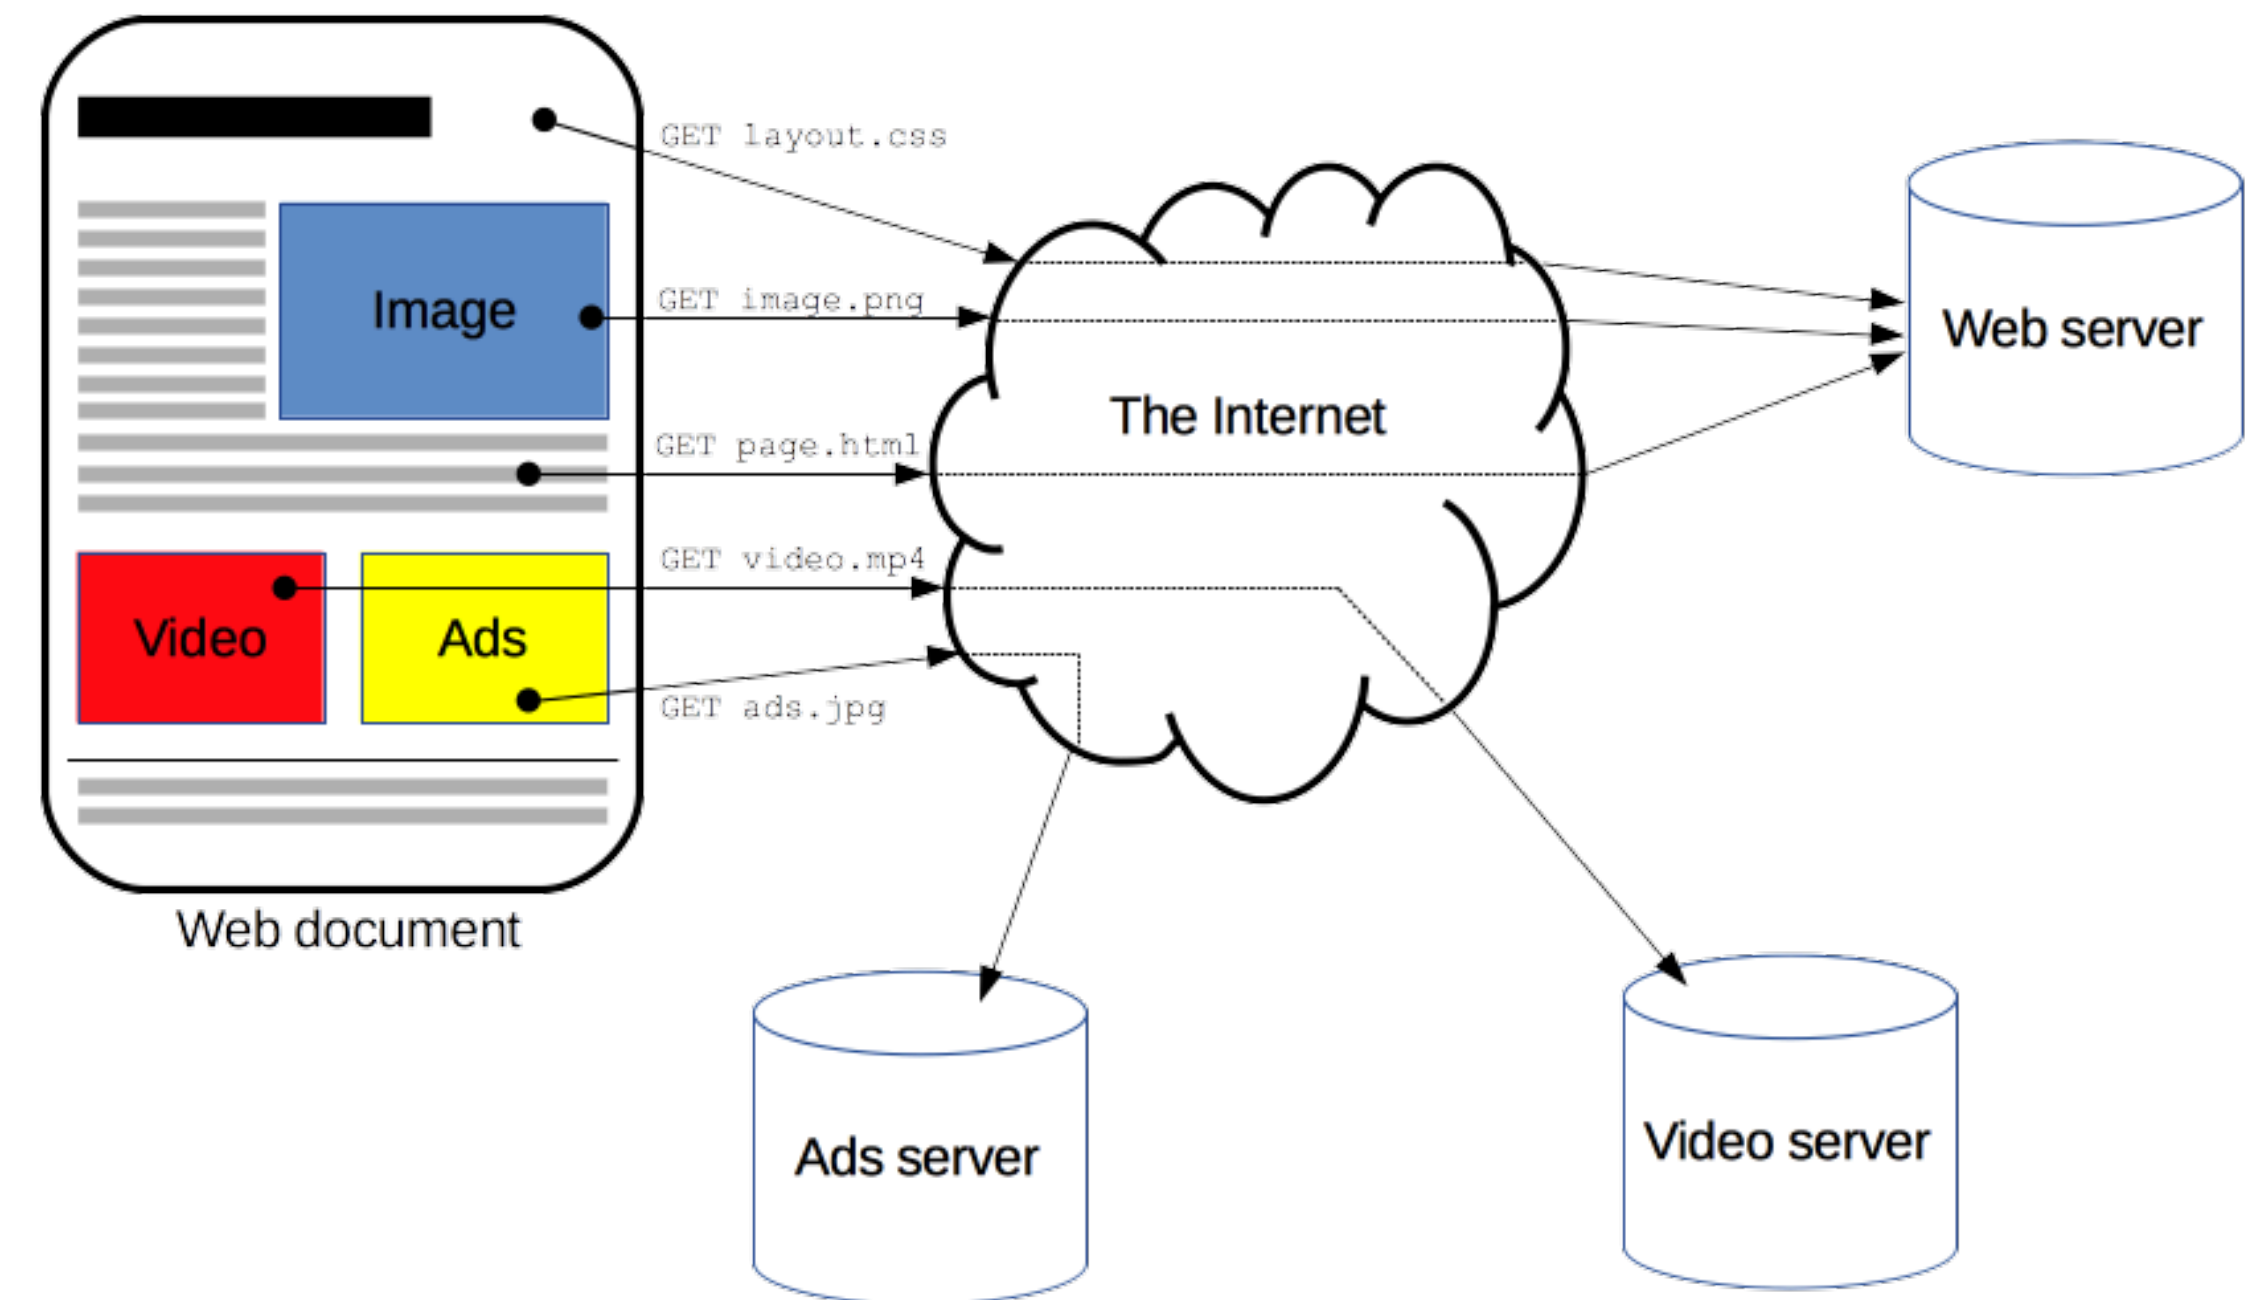 GET layout.css
Image
GET image.png
Web server
The Internet
GET page.html
GET video.mp4
Video
Ads
GET ads.jpg
Web document
Ads server
Video server